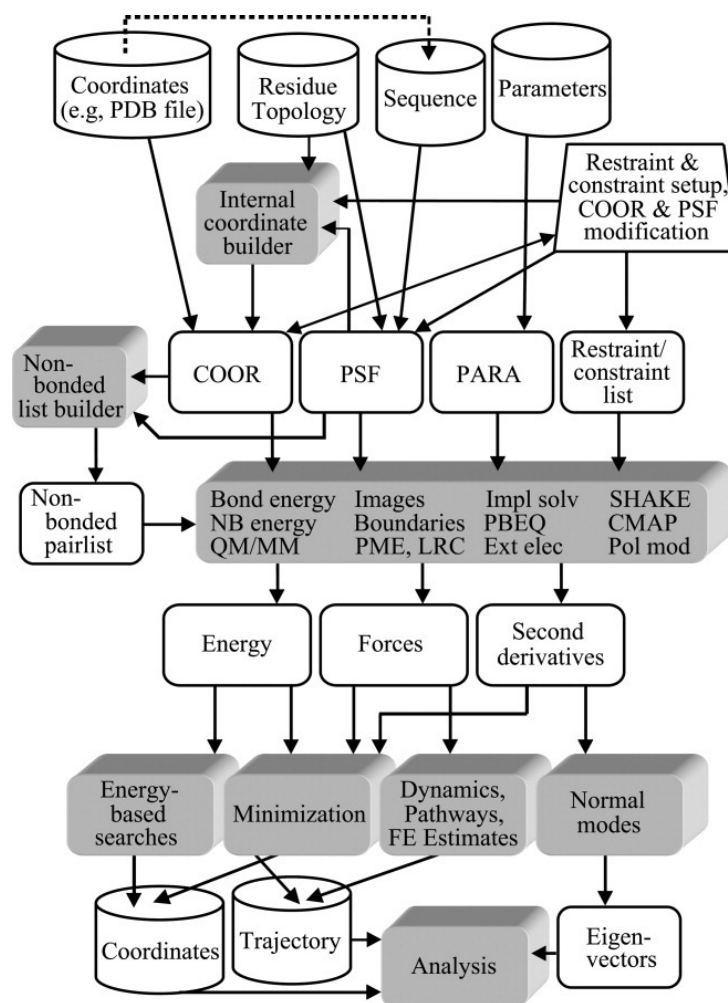 Coordinates
(e.g, PDB file)
Residue
Topology
Sequence
Parameters
Restraint &
constraint setup,
COOR & PSF
modification
Internal
coordinate
builder
Non-
bonded
list builder
COOR
PSF
PARA
Restraint/
constraint
list
Non-
bonded
pairlist
Bond energy
NB energy
QM/MM
Images
Boundaries
PME, LRC
Impl solv
PBEQ
Ext elec
SHAKE
CMAP
Pol mod
Energy
Forces
Second
derivatives
Energy-
based
searches
Minimization
Dynamics,
Pathways,
FE Estimates
Normal
modes
Coordinates
Trajectory
Analysis
Eigen-
vectors